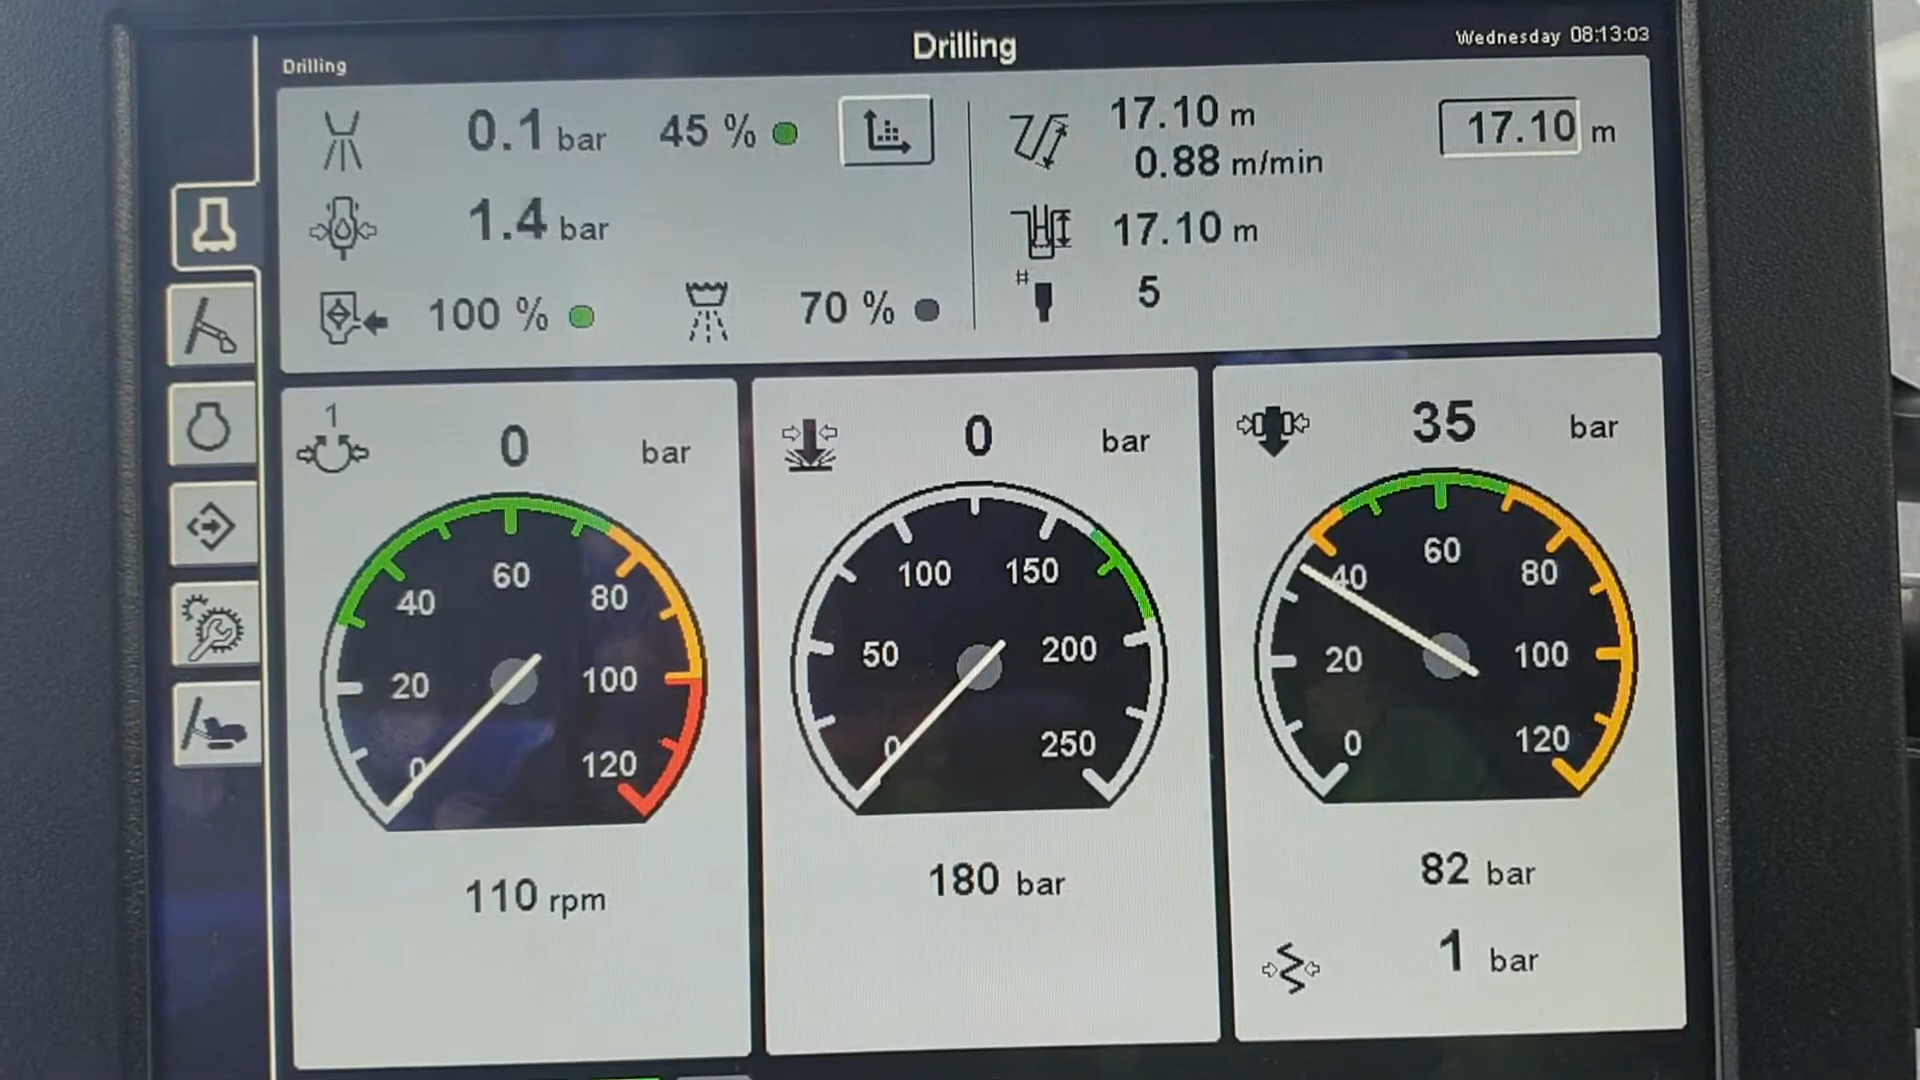 Drilling
Wednesday 08:13:03
Drilling
0.1 bar 45 %
17.10 m
17.10 m
0.88 m/min
1.4 bar
17.10 m
100 %
70 %
# 5
1
0 bar
0 20 40 60 80 100 120
110 rpm
0 bar
0 50 100 150 200 250
180 bar
35 bar
0 20 40 60 80 100 120
82 bar
1 bar